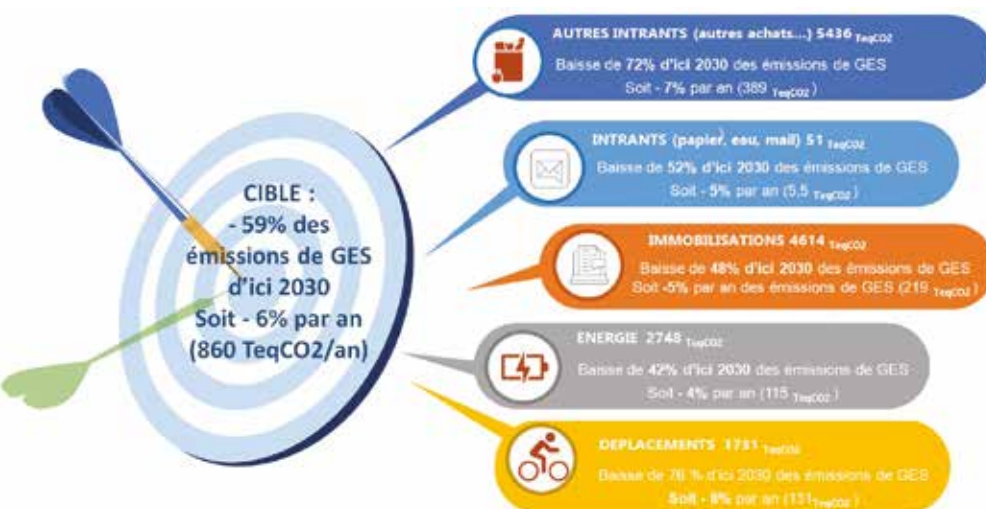 CIBLE :
- 59% des
émissions de GES
d'ici 2030
Soit - 6% par an
(860 TeqCO2/an)
AUTRES INTRANTS (autres achats...) 5436 TeqCO2
Baisse de 72% d'ici 2030 des émissions de GES
Soit - 7% par an (389 TeqCO2 )
INTRANTS (papier, eau, mail) 51 TeqCO2
Baisse de 52% d'ici 2030 des émissions de GES
Soit - 5% par an (5,5 TeqCO2 )
IMMOBILISATIONS 4614 TeqCO2
Baisse de 48% d'ici 2030 des émissions de GES
Soit -5% par an des émissions de GES (219 TeqCO2 )
ENERGIE 2748 TeqCO2
Baisse de 42% d'ici 2030 des émissions de GES
Soit - 4% par an (115 TeqCO2 )
DEPLACEMENTS 1731 TeqCO2
Baisse de 76 % d'ici 2030 des émissions de GES
Soit - 8% par an (131 TeqCO2 )